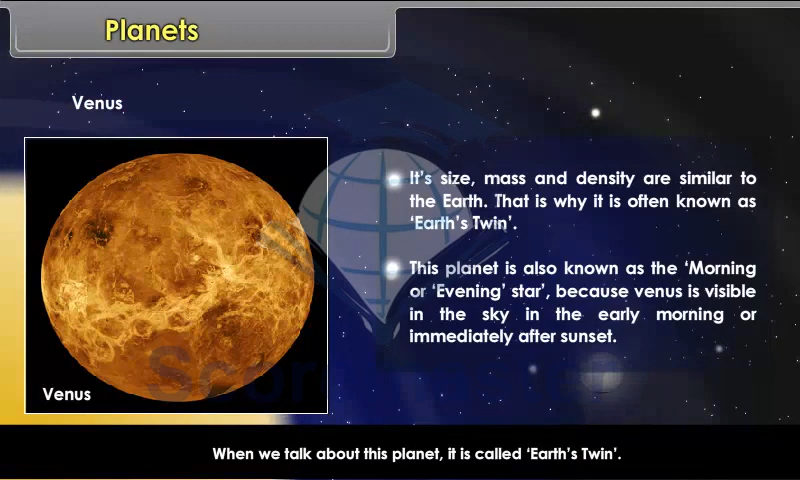 Planets
Venus
It's size, mass and density are similar to
the Earth. That is why it is often known as
‘Earth's Twin’.
This planet is also known as the ‘Morning
or ‘Evening’ star’, because venus is visible
in the sky in the early morning or
immediately after sunset.
Venus
When we talk about this planet, it is called ‘Earth's Twin’.